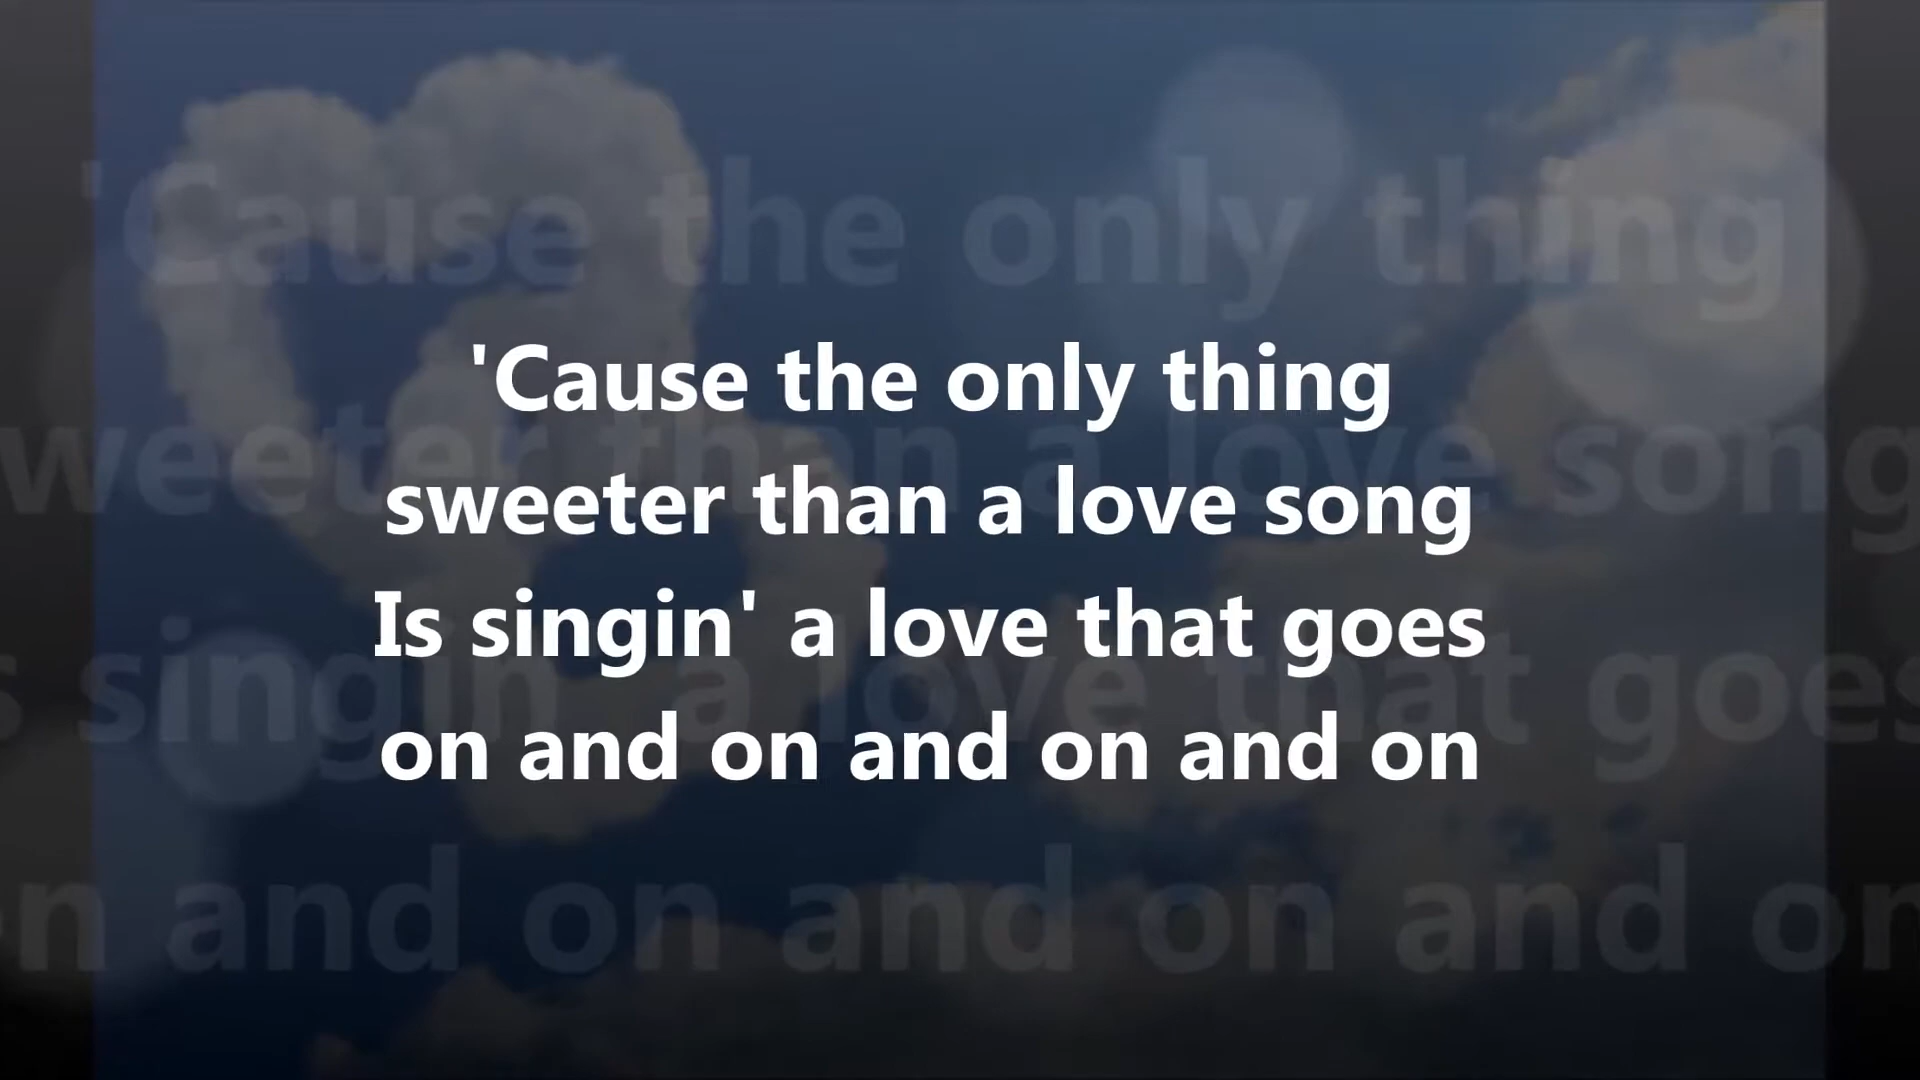 'Cause the only thing
sweeter than a love song
Is singin' a love that goes
on and on and on and on